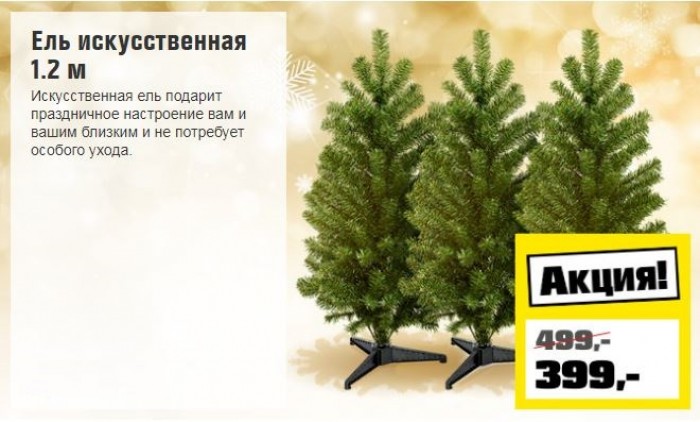 Ель искусственная
1.2 м
Искусственная ель подарит
праздничное настроение вам и
вашим близким и не потребует
особого ухода.
Акция!
499,-
399,-